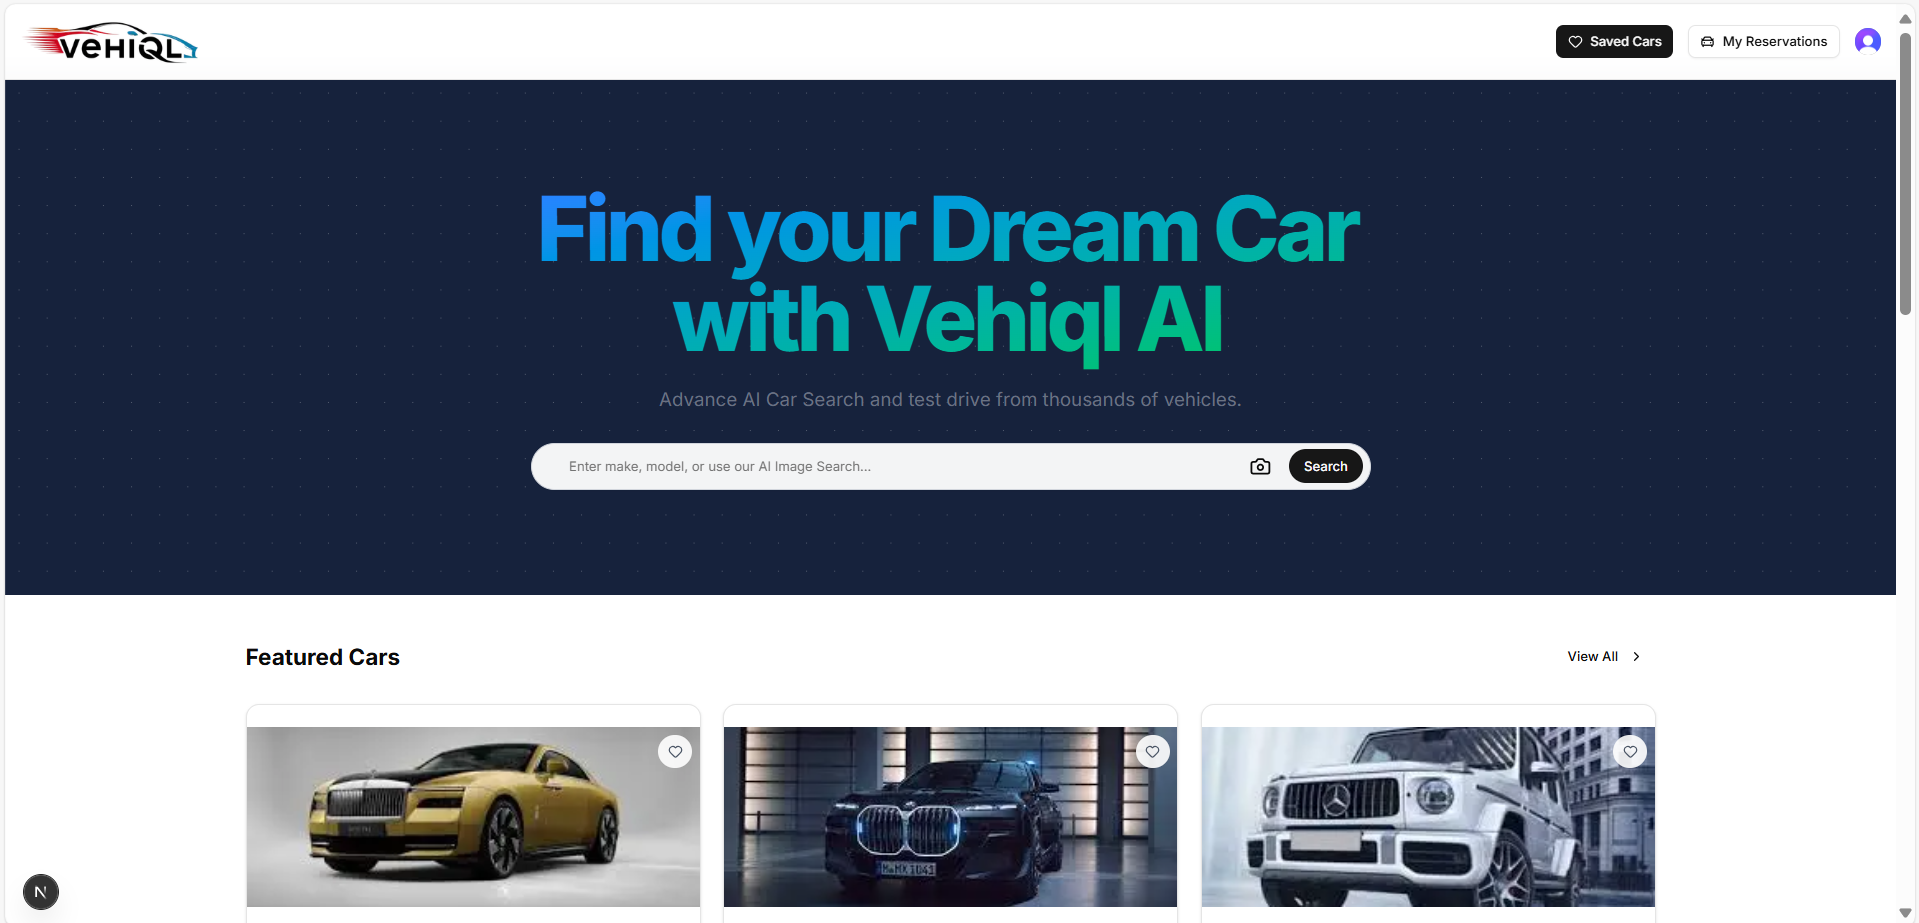 VEHIQL
Saved Cars
My Reservations
Find your Dream Car
with Vehiql AI
Advance AI Car Search and test drive from thousands of vehicles.
Enter make, model, or use our AI Image Search...
Search
Featured Cars
View All
N